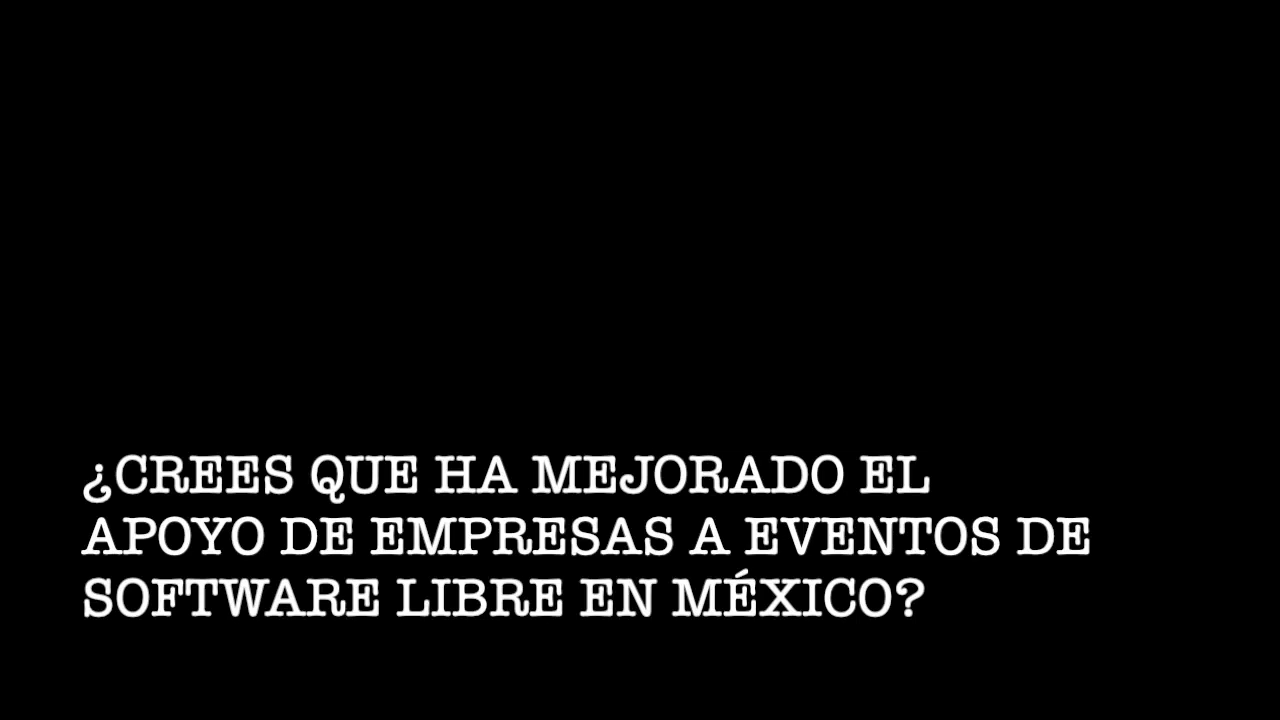 ¿CREES QUE HA MEJORADO EL
APOYO DE EMPRESAS A EVENTOS DE
SOFTWARE LIBRE EN MÉXICO?